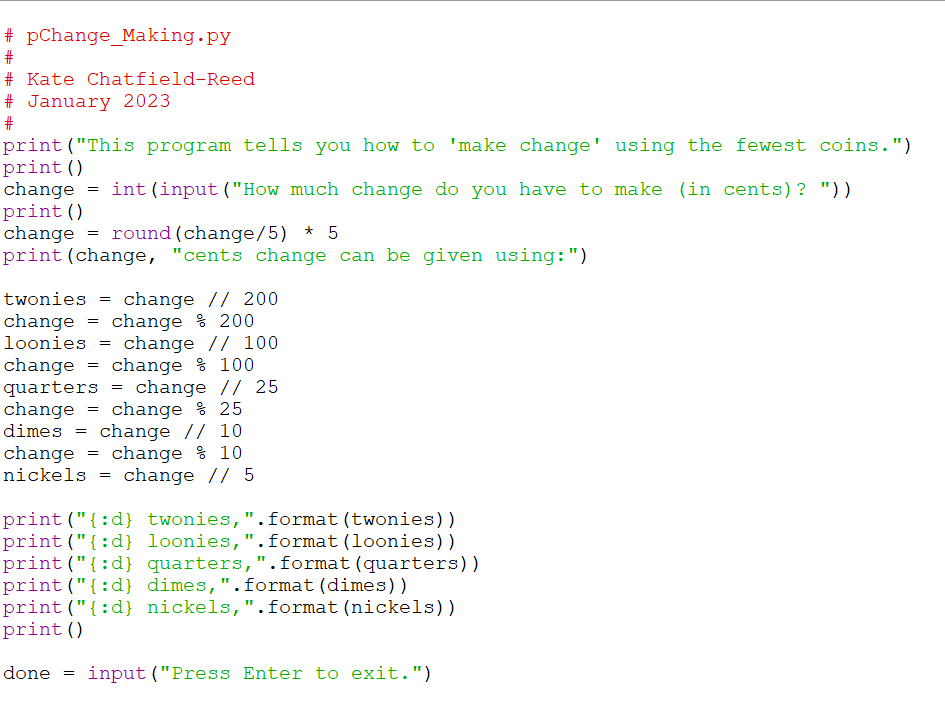 # pChange_Making.py
#
# Kate Chatfield-Reed
# January 2023
#
print("This program tells you how to 'make change' using the fewest coins.")
print()
change = int(input("How much change do you have to make (in cents)? "))
print()
change = round(change/5) * 5
print(change, "cents change can be given using:")

twonies = change // 200
change = change % 200
loonies = change // 100
change = change % 100
quarters = change // 25
change = change % 25
dimes = change // 10
change = change % 10
nickels = change // 5

print("{:d} twonies,".format(twonies))
print("{:d} loonies,".format(loonies))
print("{:d} quarters,".format(quarters))
print("{:d} dimes,".format(dimes))
print("{:d} nickels,".format(nickels))
print()

done = input("Press Enter to exit.")